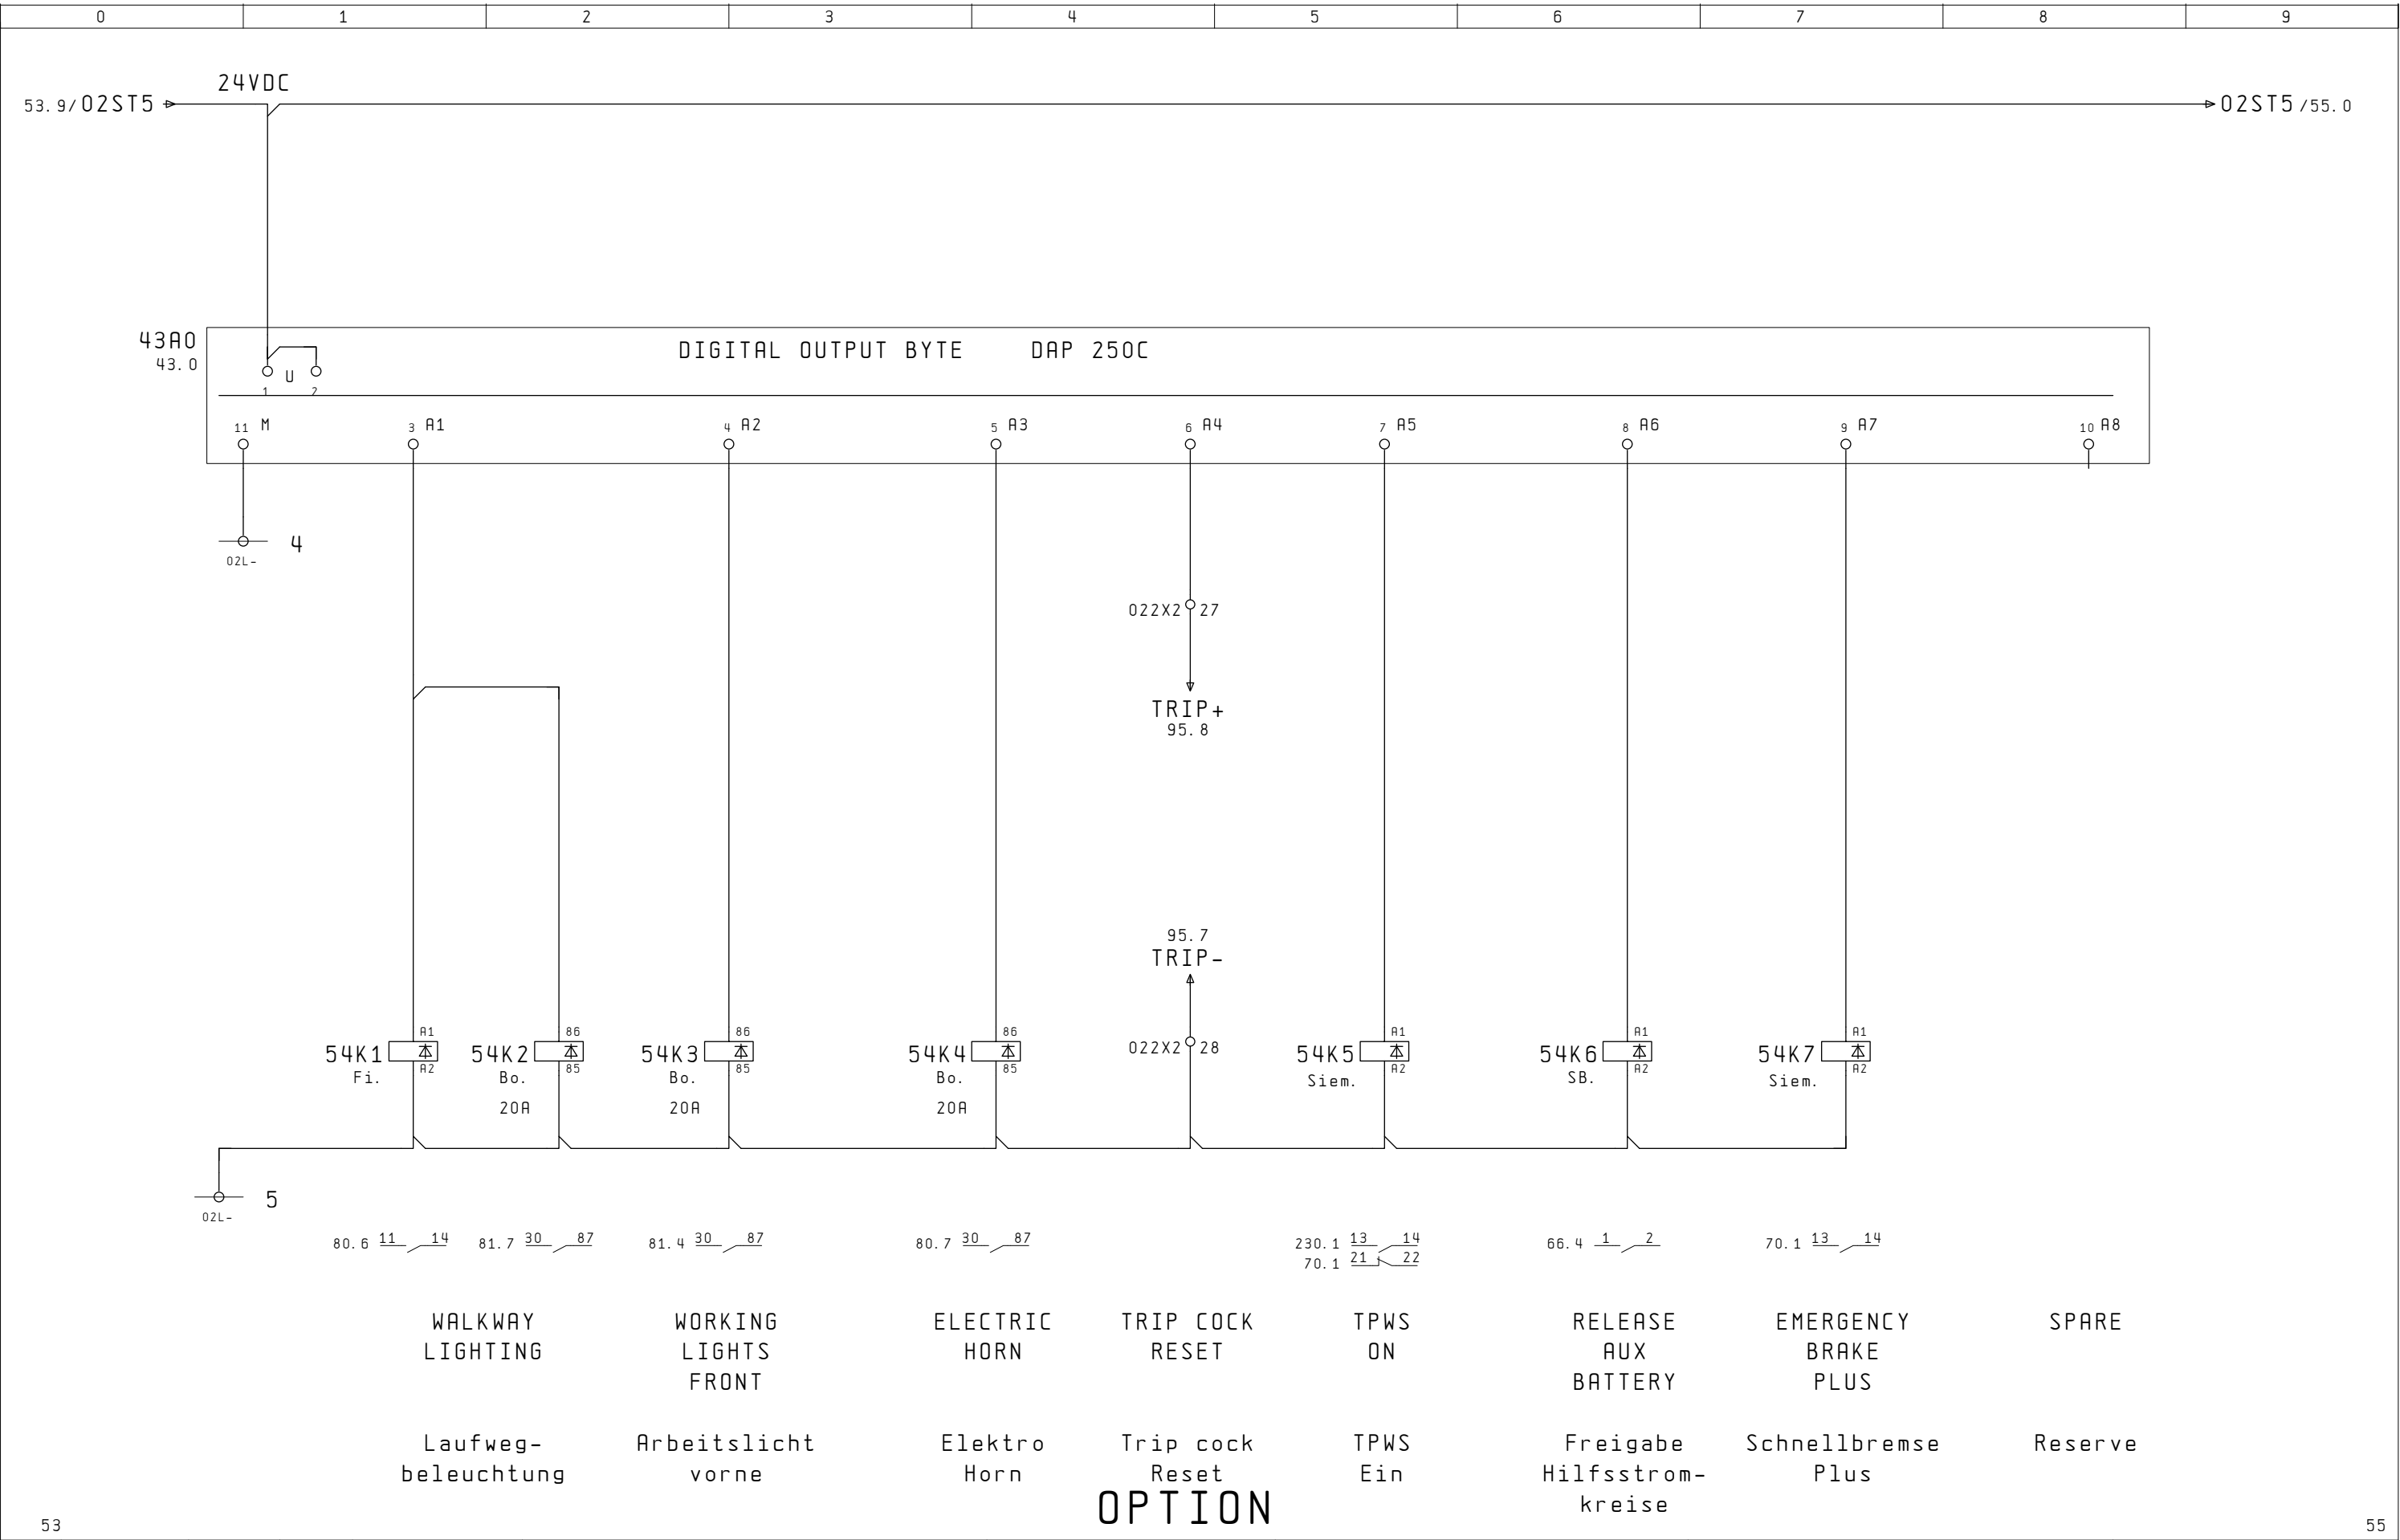 0 1 2 3 4 5 6 7 8 9
24VDC
53.9/02ST5
02ST5/55.0
43A0
43.0
DIGITAL OUTPUT BYTE DAP 250C
U
1 2
11 M 3 A1 4 A2 5 A3 6 A4 7 A5 8 A6 9 A7 10 A8
4
02L-
022X2 27
TRIP+
95.8
95.7
TRIP-
A1 86 86 86 A1 A1 A1
54K1 54K2 54K3 54K4 022X2 28 54K5 54K6 54K7
A2 85 85 85 A2 A2 A2
Fi. Bo. Bo. Bo. Siem. SB. Siem.
20A 20A 20A
5
02L-
80.6 11 14 81.7 30 87 81.4 30 87 80.7 30 87 230.1 13 14 66.4 1 2 70.1 13 14
70.1 21 22
WALKWAY WORKING ELECTRIC TRIP COCK TPWS RELEASE EMERGENCY SPARE
LIGHTING LIGHTS HORN RESET ON AUX BRAKE
FRONT BATTERY PLUS
Laufweg- Arbeitslicht Elektro Trip cock TPWS Freigabe Schnellbremse Reserve
beleuchtung vorne Horn Reset Ein Hilfsstrom- Plus
kreise
OPTION
53 55